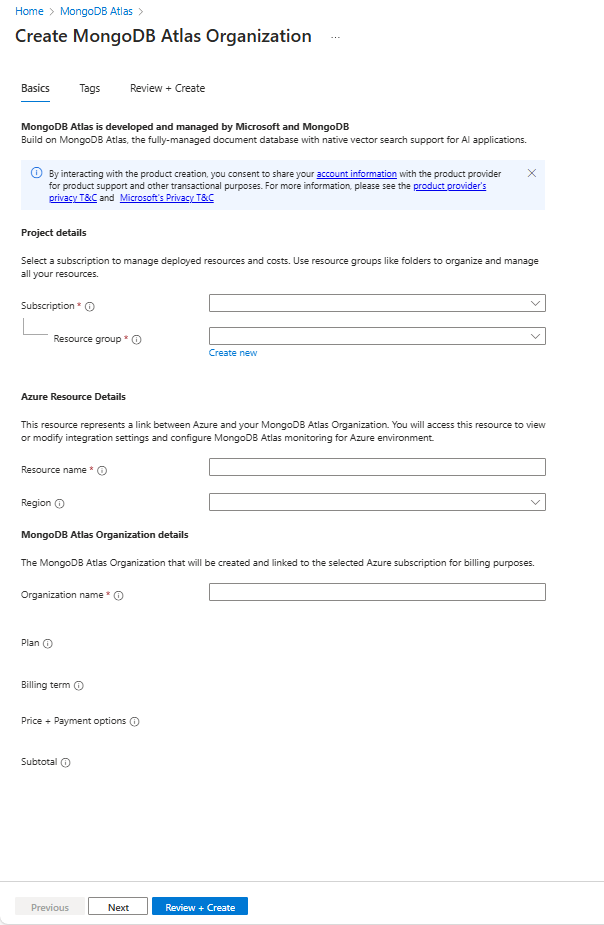 Home > MongoDB Atlas >
Create MongoDB Atlas Organization ...
Basics Tags Review + Create
MongoDB Atlas is developed and managed by Microsoft and MongoDB
Build on MongoDB Atlas, the fully-managed document database with native vector search support for AI applications.
By interacting with the product creation, you consent to share your account information with the product provider
for product support and other transactional purposes. For more information, please see the product provider's
privacy T&C and Microsoft's Privacy T&C
Project details
Select a subscription to manage deployed resources and costs. Use resource groups like folders to organize and manage
all your resources.
Subscription *
Resource group *
Create new
Azure Resource Details
This resource represents a link between Azure and your MongoDB Atlas Organization. You will access this resource to view
or modify integration settings and configure MongoDB Atlas monitoring for Azure environment.
Resource name *
Region
MongoDB Atlas Organization details
The MongoDB Atlas Organization that will be created and linked to the selected Azure subscription for billing purposes.
Organization name *
Plan
Billing term
Price + Payment options
Subtotal
Previous Next Review + Create